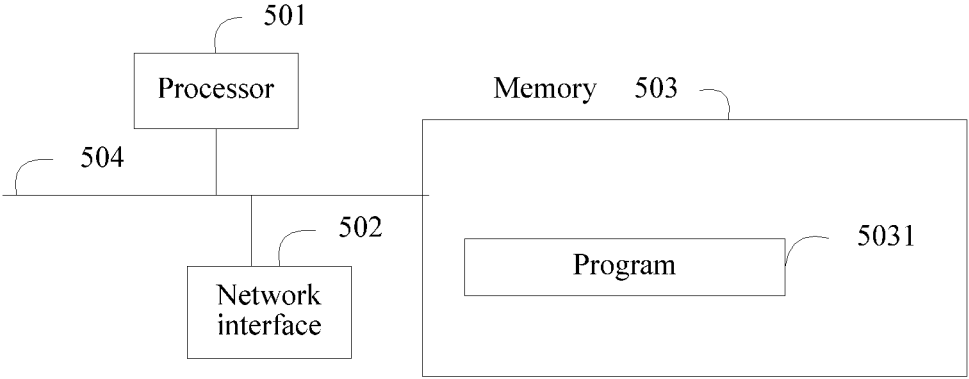 501
Processor
Memory 503
504
502
5031
Program
Network
interface